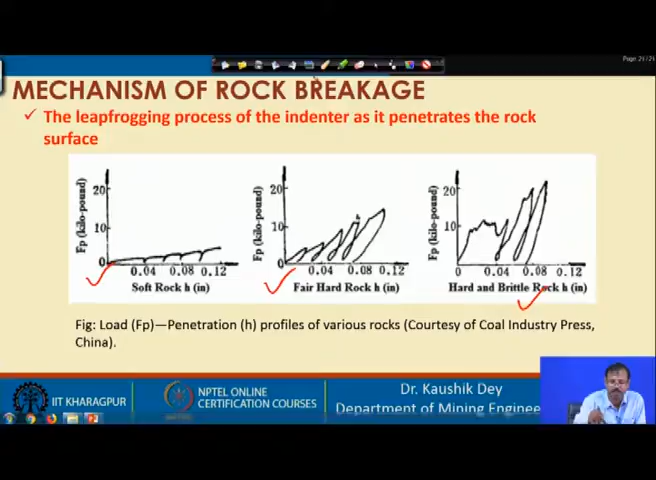 Page 21/21
MECHANISM OF ROCK BREAKAGE
✓ The leapfrogging process of the indenter as it penetrates the rock
surface
Fp (kilo-pound)
20
10
0
0.04 0.08 0.12
Soft Rock h (in)
Fp (kilo-pound)
20
10
0.04 0.08 0.12
Fair Hard Rock h (in)
Fp (kilo-pound)
20
10
0 0.04 0.08 0.12
Hard and Brittle Rock h (in)
Fig: Load (Fp)—Penetration (h) profiles of various rocks (Courtesy of Coal Industry Press,
China).
IIT KHARAGPUR
NPTEL ONLINE
CERTIFICATION COURSES
Dr. Kaushik Dey
Department of Mining Enginee